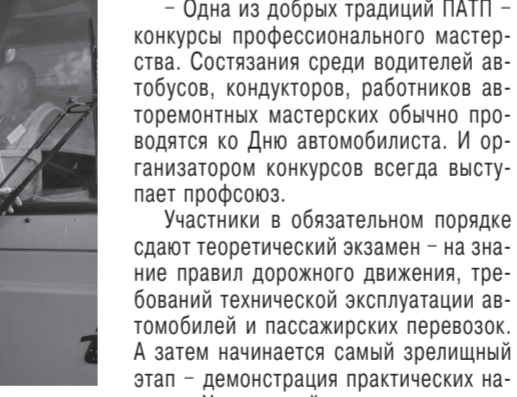 – Одна из добрых традиций ПАТП –
конкурсы профессионального мастер-
ства. Состязания среди водителей ав-
тобусов, кондукторов, работников ав-
торемонтных мастерских обычно про-
водятся ко Дню автомобилиста. И ор-
ганизатором конкурсов всегда высту-
пает профсоюз.
Участники в обязательном порядке
сдают теоретический экзамен – на зна-
ние правил дорожного движения, тре-
бований технической эксплуатации ав-
томобилей и пассажирских перевозок.
А затем начинается самый зрелищный
этап – демонстрация практических на-